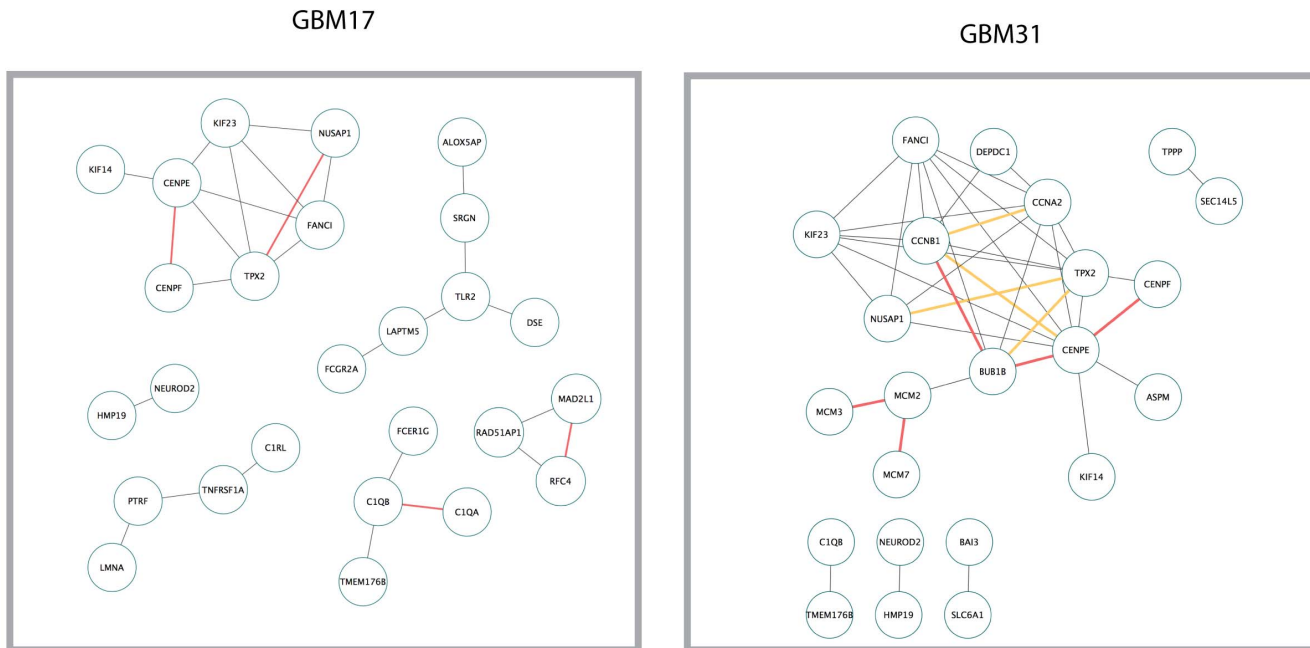 GBM17
KIF23
NUSAP1
ALOX5AP
KIF14
CENPE
SRGN
FANCI
CENPF
TPX2
TLR2
DSE
LAPTM5
FCGR2A
NEUROD2
HMP19
MAD2L1
FCER1G
RAD51AP1
C1RL
RFC4
TNFRSF1A
PTRF
C1QB
C1QA
LMNA
TMEM176B
GBM31
FANCI
DEPDC1
TPPP
SEC14L5
CCNA2
KIF23
CCNB1
TPX2
CENPF
NUSAP1
CENPE
BUB1B
ASPM
MCM2
MCM3
MCM7
KIF14
C1QB
NEUROD2
BAI3
TMEM176B
HMP19
SLC6A1